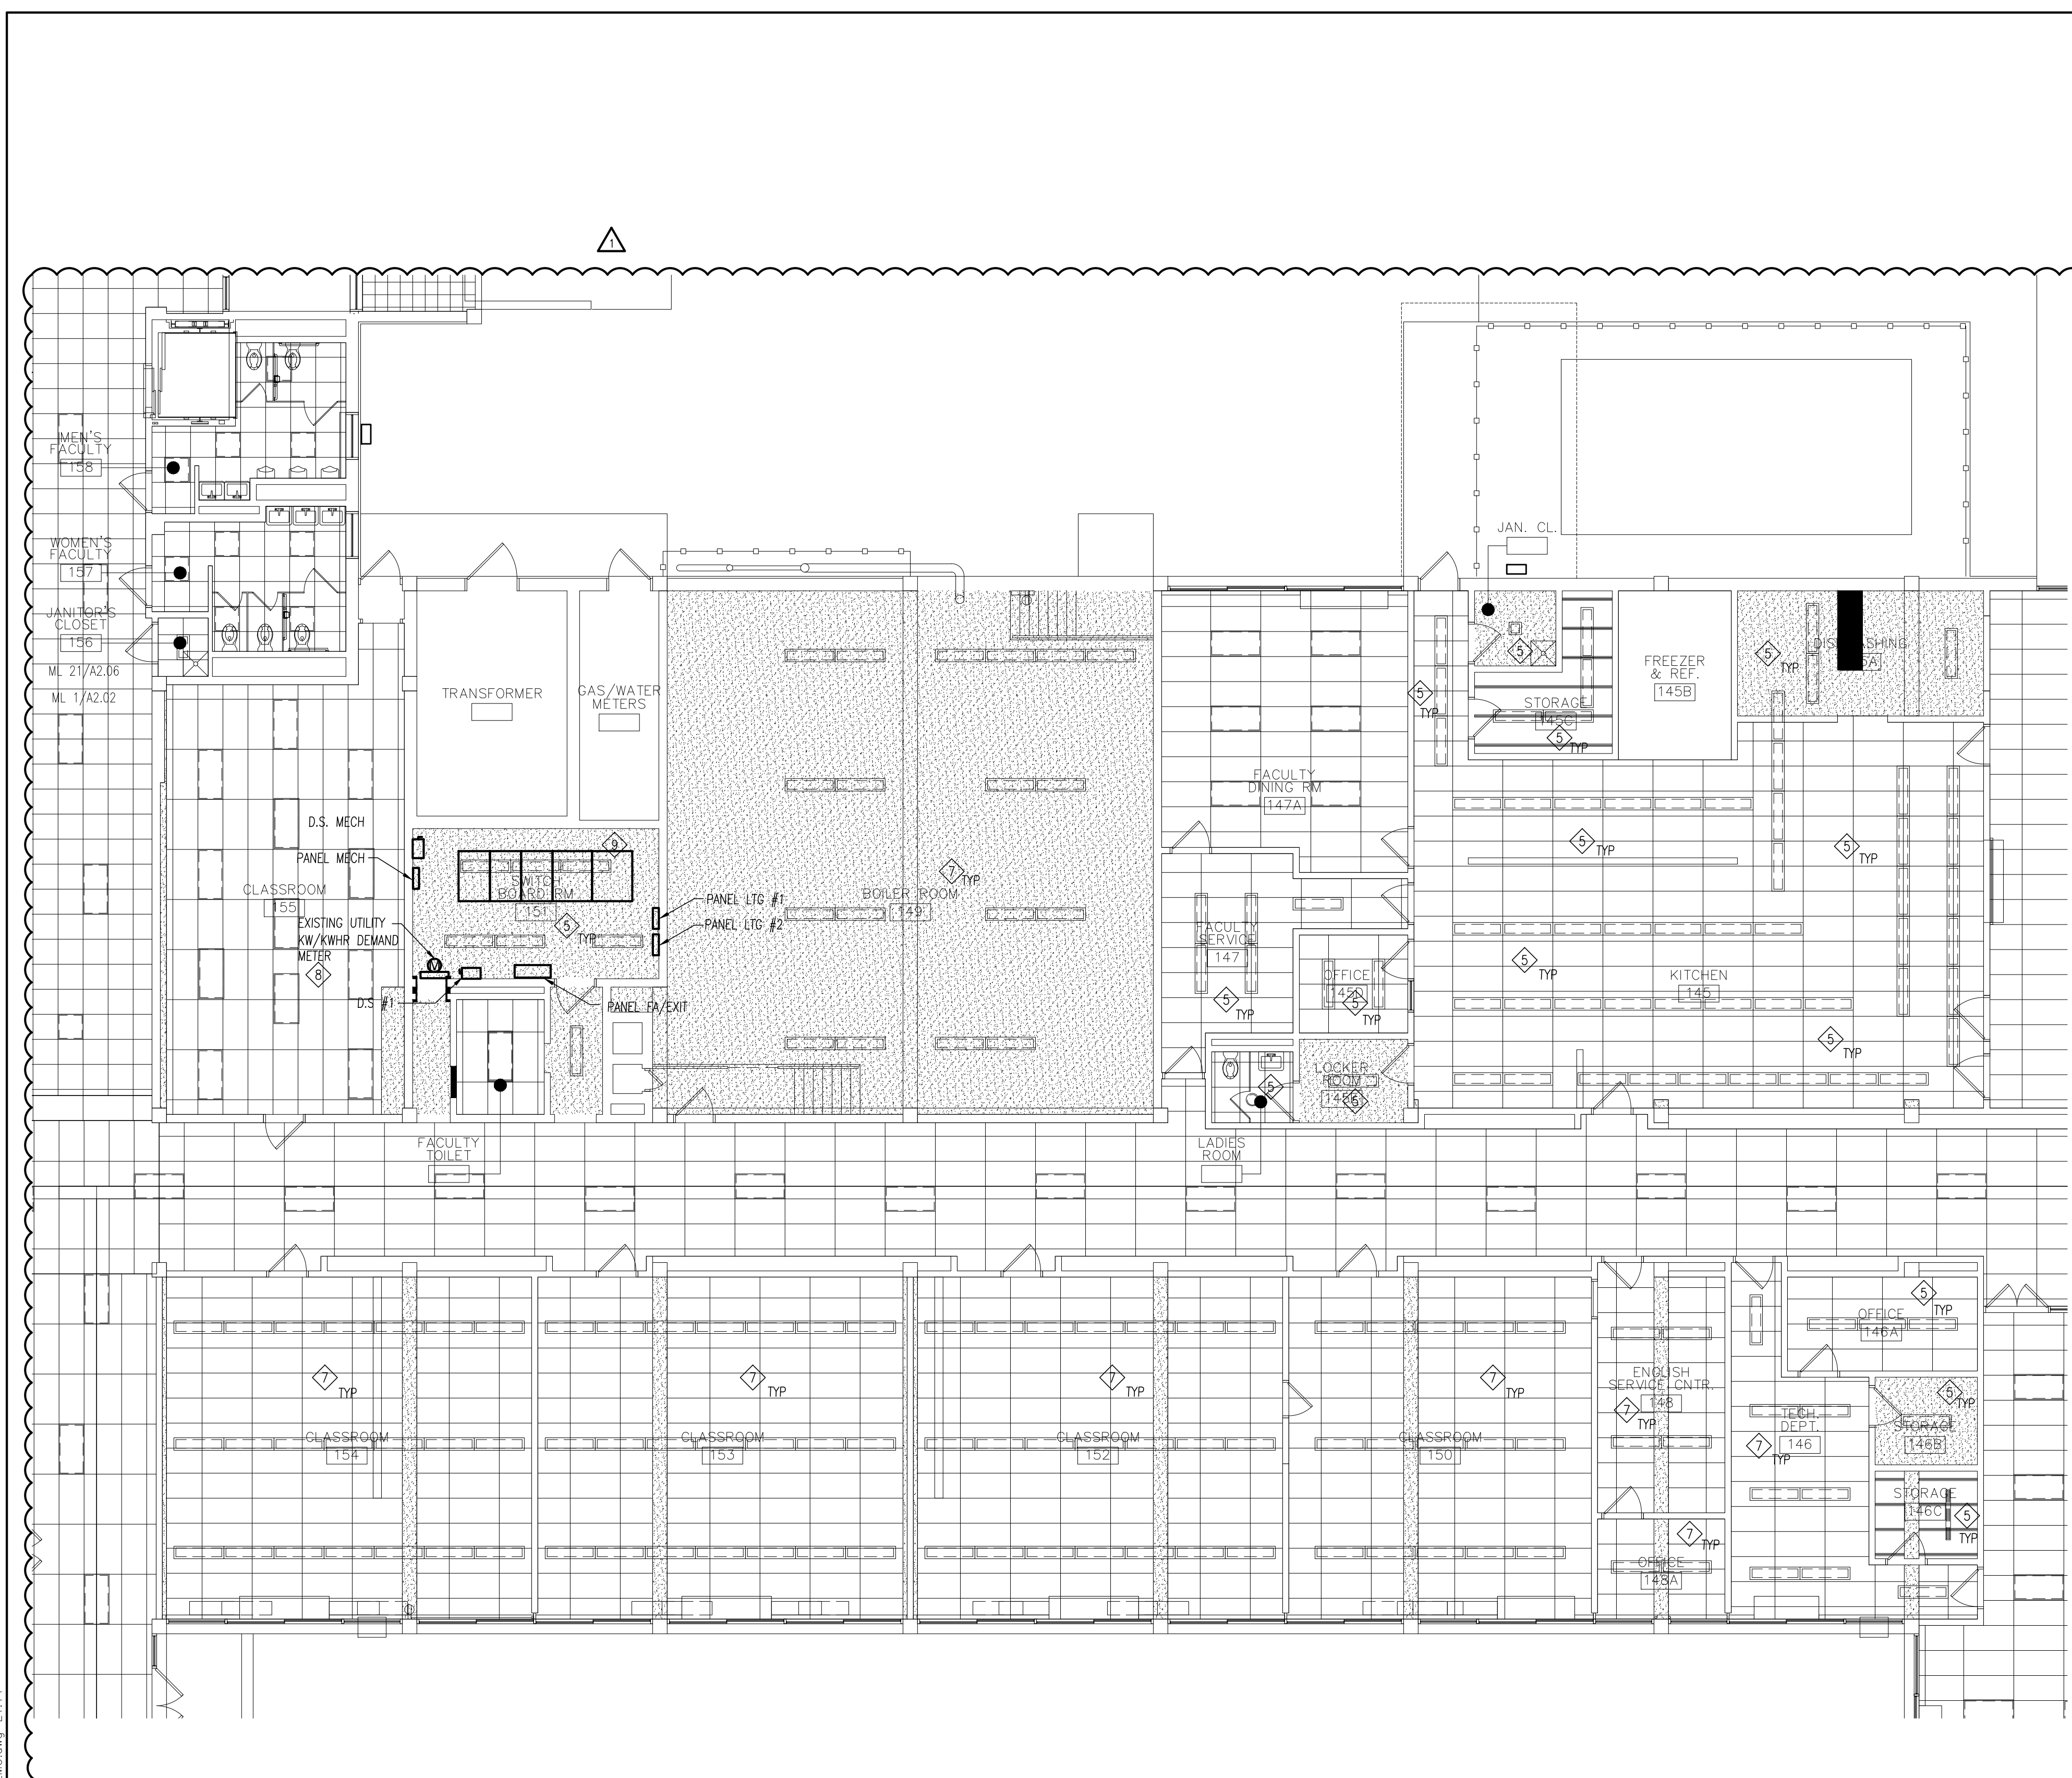 1
MEN'S
FACULTY
158
JAN. CL.
WOMEN'S
FACULTY
157
JANITOR'S
CLOSET
156
ML 21/A2.06
ML 1/A2.02
TRANSFORMER
GAS/WATER
METERS
FREEZER
& REF.
145B
5
TYP
5
5
TYP
STORAGE
145C
5
TYP
FACULTY
DINING RM
147A
D.S. MECH
PANEL MECH
CLASSROOM
155
EXISTING UTILITY
KW/KWHR DEMAND
METER
8
D.S #1
9
SWITCH
BOARD RM
151
5
TYP
PANEL LTG #1
PANEL LTG #2
PANEL FA/EXIT
7
TYP
BOILER ROOM
149
FACULTY
SERVICE
147
5
TYP
OFFICE
5
TYP
5
TYP
5
TYP
5
TYP
KITCHEN
145
5
TYP
LOCKER
ROOM
6
5
FACULTY
TOILET
LADIES
ROOM
7
TYP
CLASSROOM
154
7
TYP
CLASSROOM
153
7
TYP
CLASSROOM
152
7
TYP
CLASSROOM
150
ENGLISH
SERVICE CNTR.
148
7
TYP
7
TYP
OFFICE
148A
TECH.
DEPT.
146
7
TYP
5
TYP
OFFICE
146A
5
TYP
STORAGE
146B
STORAGE
146C
5
TYP